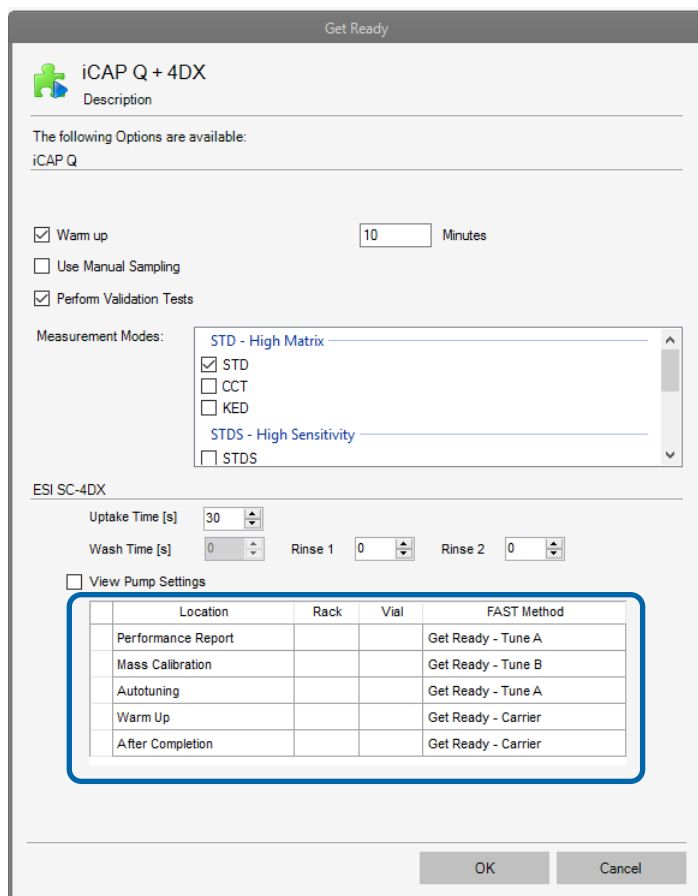 Get Ready
iCAP Q + 4DX
Description
The following Options are available:
iCAP Q
Warm up 10 Minutes
Use Manual Sampling
Perform Validation Tests
Measurement Modes: STD - High Matrix
STD
CCT
KED
STDS - High Sensitivity
STDS
ESI SC-4DX
Uptake Time [s] 30
Wash Time [s] 0 Rinse 1 0 Rinse 2 0
View Pump Settings
Location Rack Vial FAST Method
Performance Report Get Ready - Tune A
Mass Calibration Get Ready - Tune B
Autotuning Get Ready - Tune A
Warm Up Get Ready - Carrier
After Completion Get Ready - Carrier
OK Cancel